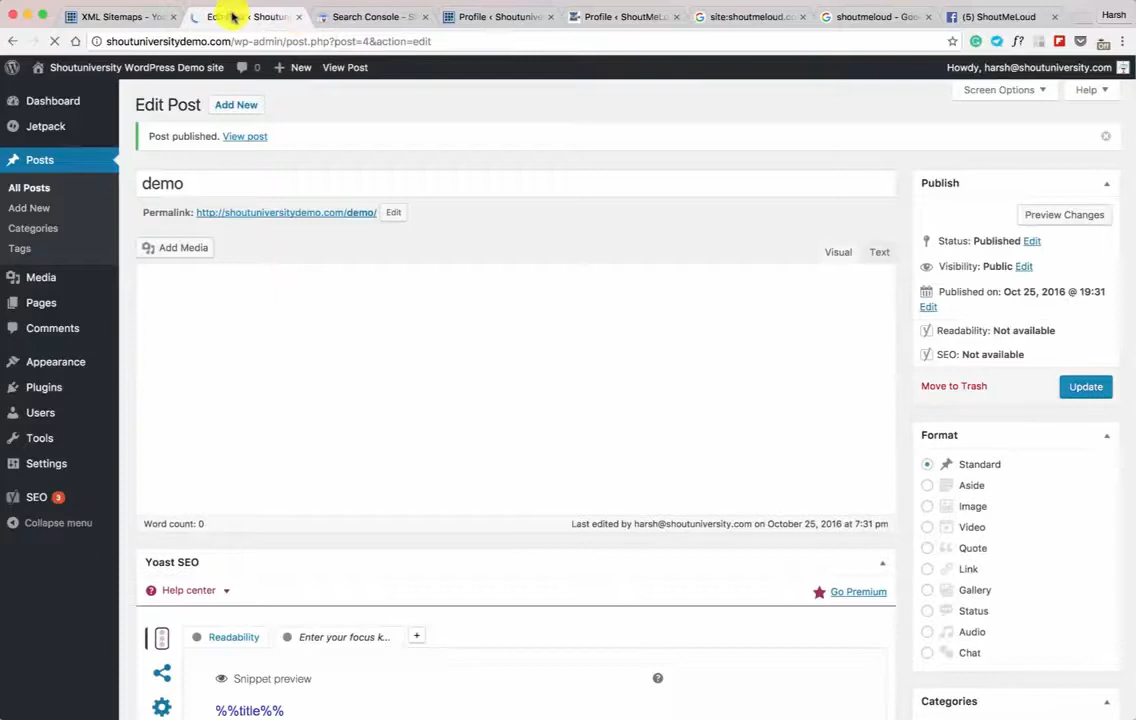 XML Sitemaps - Yo
Shoutun
Search Console - S
Profile ‹ Shoutunive
Profile ‹ ShoutMeL
site:shoutmeloud.c
shoutmeloud - Goo
(5) ShoutMeLoud
Harsh
shoutuniversitydemo.com/wp-admin/post.php?post=4&action=edit
Off
Shoutuniversity WordPress Demo site
0
New
View Post
Howdy, harsh@shoutuniversity.com
Dashboard
Jetpack
Posts
All Posts
Add New
Categories
Tags
Media
Pages
Comments
Appearance
Plugins
Users
Tools
Settings
SEO 3
Collapse menu
Screen Options
Help
Edit Post
Add New
Post published. View post
demo
Permalink: http://shoutuniversitydemo.com/demo/ Edit
Add Media
Visual
Text
Word count: 0
Last edited by harsh@shoutuniversity.com on October 25, 2016 at 7:31 pm
Yoast SEO
Help center
Go Premium
Readability
Enter your focus k...
+
Snippet preview
%%title%%
Publish
Preview Changes
Status: Published Edit
Visibility: Public Edit
Published on: Oct 25, 2016 @ 19:31
Edit
Readability: Not available
SEO: Not available
Move to Trash
Update
Format
Standard
Aside
Image
Video
Quote
Link
Gallery
Status
Audio
Chat
Categories